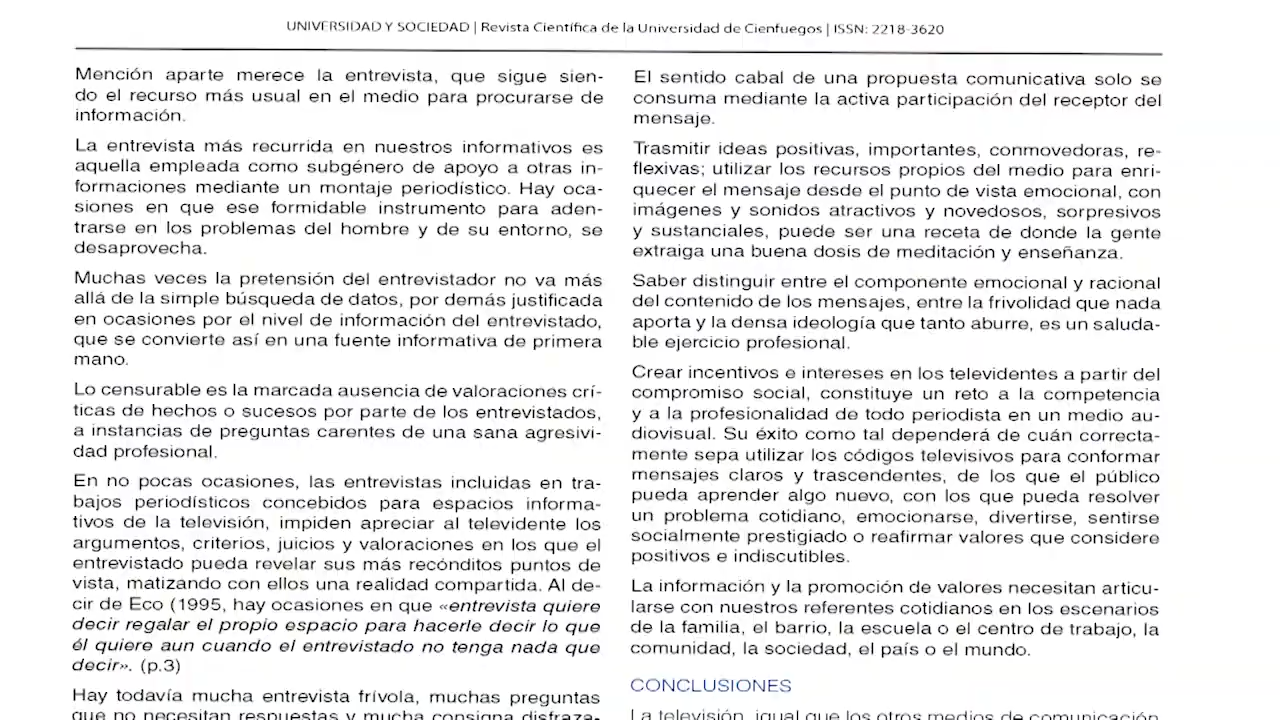 UNIVERSIDAD Y SOCIEDAD | Revista Científica de la Universidad de Cienfuegos | ISSN: 2218-3620
Mención aparte merece la entrevista, que sigue sien-
do el recurso más usual en el medio para procurarse de
información.
La entrevista más recurrida en nuestros informativos es
aquella empleada como subgénero de apoyo a otras in-
formaciones mediante un montaje periodístico. Hay oca-
siones en que ese formidable instrumento para aden-
trarse en los problemas del hombre y de su entorno, se
desaprovecha.
Muchas veces la pretensión del entrevistador no va más
allá de la simple búsqueda de datos, por demás justificada
en ocasiones por el nivel de información del entrevistado,
que se convierte así en una fuente informativa de primera
mano.
Lo censurable es la marcada ausencia de valoraciones crí-
ticas de hechos o sucesos por parte de los entrevistados,
a instancias de preguntas carentes de una sana agresivi-
dad profesional.
En no pocas ocasiones, las entrevistas incluidas en tra-
bajos periodísticos concebidos para espacios informa-
tivos de la televisión, impiden apreciar al televidente los
argumentos, criterios, juicios y valoraciones en los que el
entrevistado pueda revelar sus más recónditos puntos de
vista, matizando con ellos una realidad compartida. Al de-
cir de Eco (1995, hay ocasiones en que «entrevista quiere
decir regalar el propio espacio para hacerle decir lo que
él quiere aun cuando el entrevistado no tenga nada que
decir». (p.3)
Hay todavía mucha entrevista frívola, muchas preguntas
que no necesitan respuestas y mucha consigna disfraza-
El sentido cabal de una propuesta comunicativa solo se
consuma mediante la activa participación del receptor del
mensaje.
Trasmitir ideas positivas, importantes, conmovedoras, re-
flexivas; utilizar los recursos propios del medio para enri-
quecer el mensaje desde el punto de vista emocional, con
imágenes y sonidos atractivos y novedosos, sorpresivos
y sustanciales, puede ser una receta de donde la gente
extraiga una buena dosis de meditación y enseñanza.
Saber distinguir entre el componente emocional y racional
del contenido de los mensajes, entre la frivolidad que nada
aporta y la densa ideología que tanto aburre, es un saluda-
ble ejercicio profesional.
Crear incentivos e intereses en los televidentes a partir del
compromiso social, constituye un reto a la competencia
y a la profesionalidad de todo periodista en un medio au-
diovisual. Su éxito como tal dependerá de cuán correcta-
mente sepa utilizar los códigos televisivos para conformar
mensajes claros y trascendentes, de los que el público
pueda aprender algo nuevo, con los que pueda resolver
un problema cotidiano, emocionarse, divertirse, sentirse
socialmente prestigiado o reafirmar valores que considere
positivos e indiscutibles.
La información y la promoción de valores necesitan articu-
larse con nuestros referentes cotidianos en los escenarios
de la familia, el barrio, la escuela o el centro de trabajo, la
comunidad, la sociedad, el país o el mundo.
CONCLUSIONES
La televisión, igual que los otros medios de comunicación